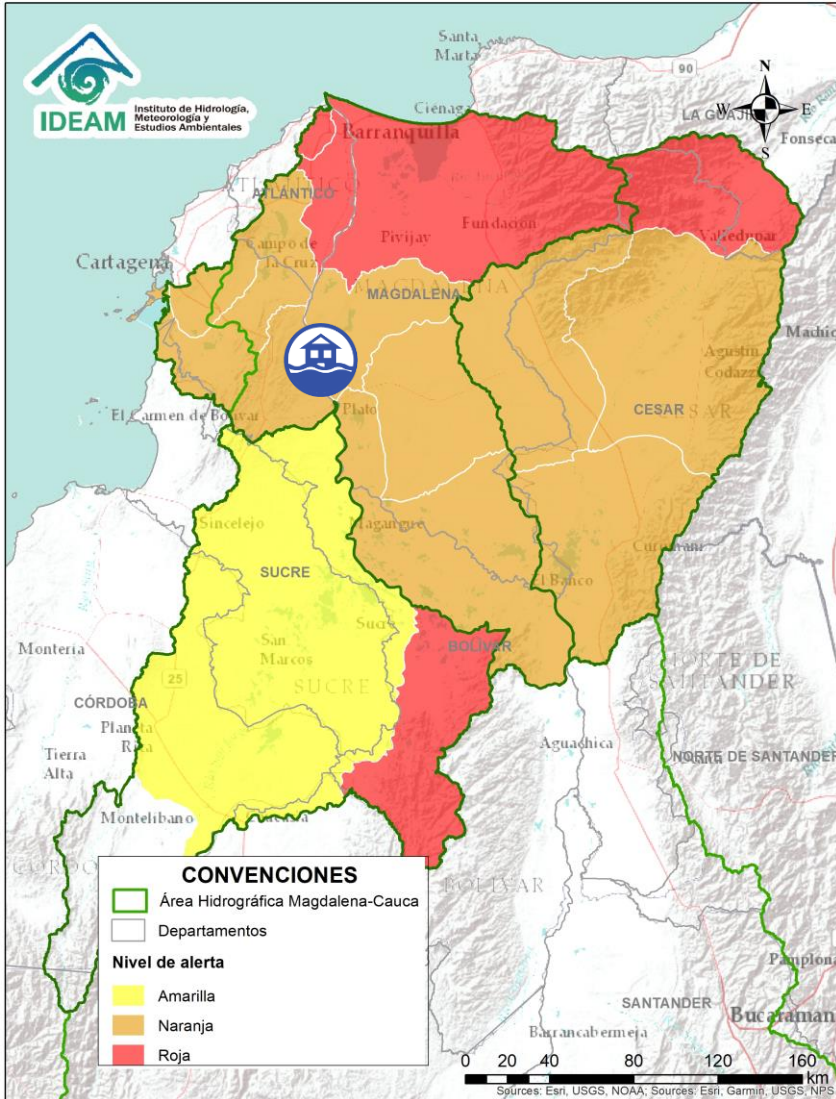 IDEAM
Instituto de Hidrología,
Meteorología y
Estudios Ambientales
Santa
Marta
90
N
W
E
S
Ciénaga
LA GUAJIRA
Fonseca
Barranquilla
ATLÁNTICO
Pivijay
Fundación
Valledupar
Campo de
la Cruz
Cartagena
MAGDALENA
Agustín
Codazzi
El Carmen de Bolívar
Plato
CESAR
Sincelejo
Magangué
SUCRE
El Banco
Sucre
Montería
San
Marcos
BOLÍVAR
NORTE DE
SANTANDER
SUCRE
25
CÓRDOBA
Planeta
Rica
Tierra
Alta
Aguachica
NORTE DE SANTANDER
Montelíbano
CONVENCIONES
Área Hidrográfica Magdalena-Cauca
Departamentos
Nivel de alerta
Amarilla
Naranja
Roja
BOLÍVAR
Pamplona
SANTANDER
Bucaraman
Barrancabermeja
0 20 40 80 120 160
km
Sources: Esri, USGS, NOAA; Sources: Esri, Garmin, USGS, NPS